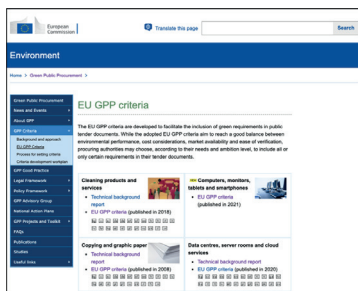 European
Commission
Translate this page
Search
Environment
Home > Green Public Procurement >
Green Public Procurement
News and Events
About GPP
GPP Criteria
Background and approach
EU GPP Criteria
Process for setting criteria
Criteria development workplan
GPP Good Practice
Legal Framework
Policy Framework
GPP Advisory Group
National Action Plans
GPP Projects and Toolkit
FAQs
Publications
Studies
Useful links
EU GPP criteria
The EU GPP criteria are developed to facilitate the inclusion of green requirements in public
tender documents. While the adopted EU GPP criteria aim to reach a good balance between
environmental performance, cost considerations, market availability and ease of verification,
procuring authorities may choose, according to their needs and ambition level, to include all or
only certain requirements in their tender documents.
Cleaning products and
services
• Technical background
report
• EU GPP criteria (published in 2018)
Computers, monitors,
tablets and smartphones
• EU GPP criteria
(published in 2021)
Copying and graphic paper
• Technical background
report
• EU GPP criteria (published in 2008)
Data centres, server rooms and cloud
services
• Technical background report
• EU GPP criteria (published in 2020)